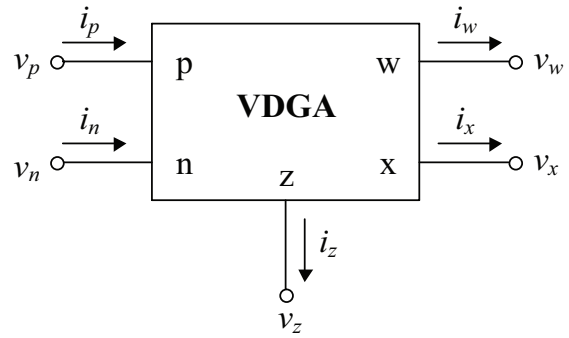 i_p i_w
v_p p w v_w
VDGA
i_n i_x
v_n n x v_x
z
i_z
v_z